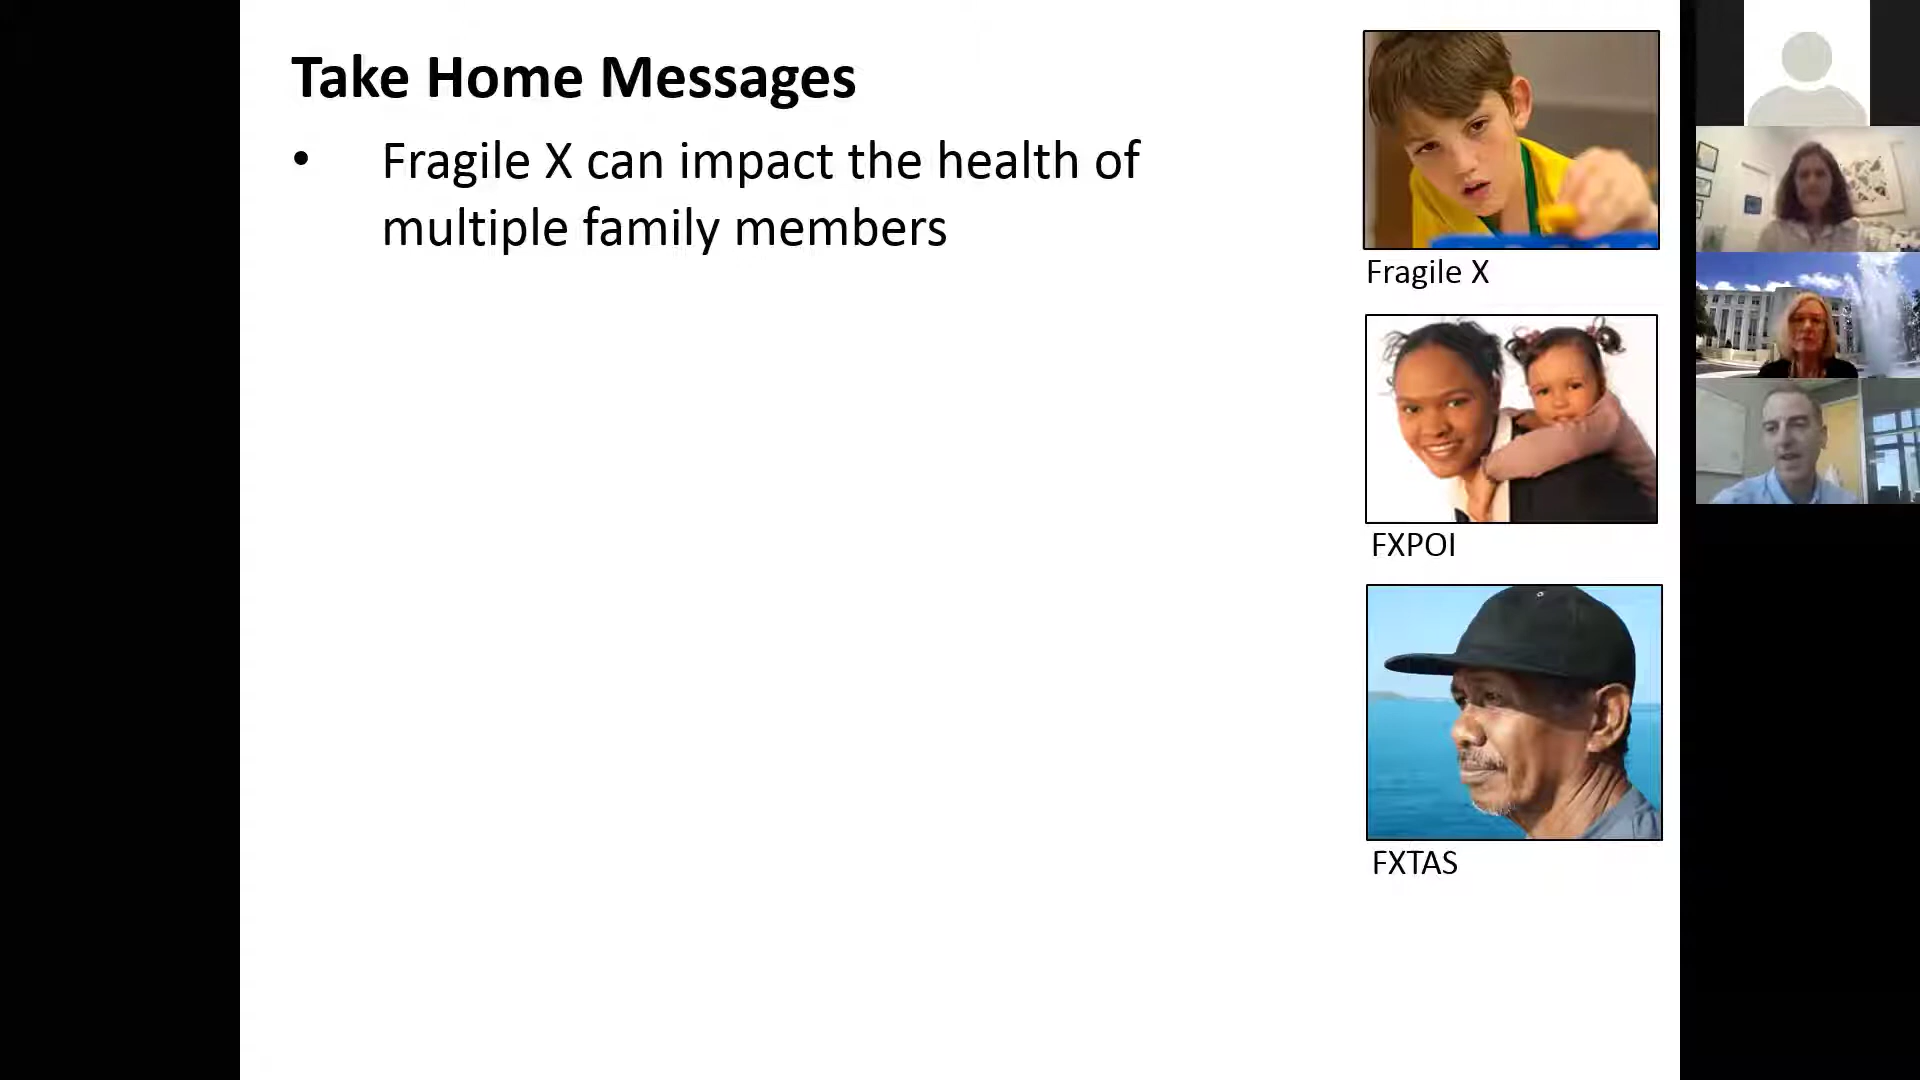 Take Home Messages
• Fragile X can impact the health of
multiple family members
Fragile X
FXPOI
FXTAS